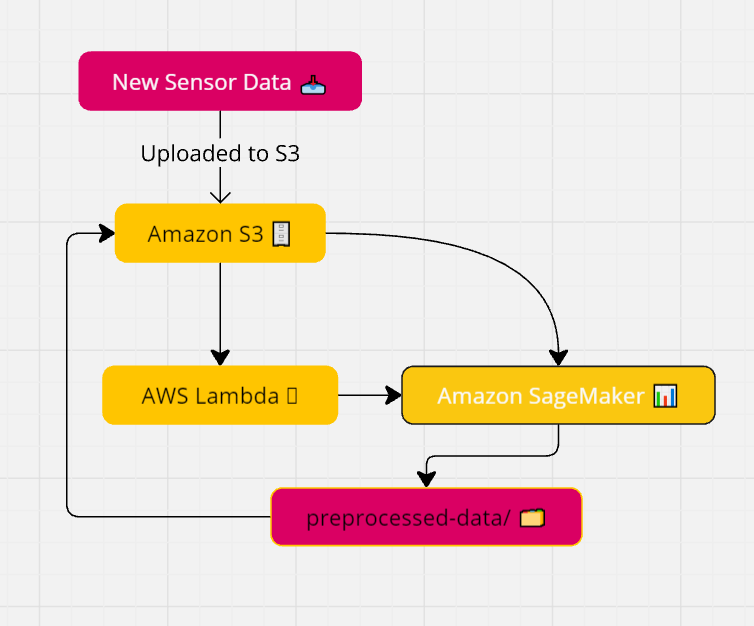 New Sensor Data 📥
Uploaded to S3
Amazon S3 🗄
AWS Lambda
Amazon SageMaker 📊
preprocessed-data/ 🗂